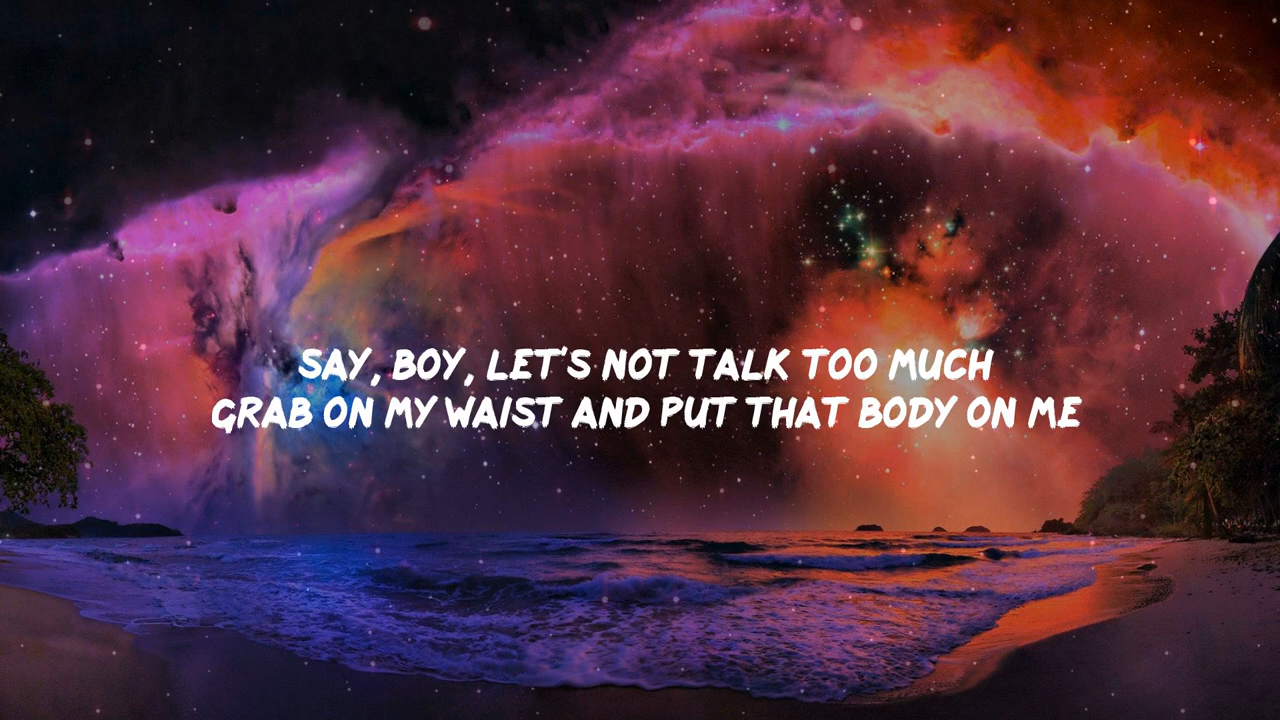 SAY, BOY, LET'S NOT TALK TOO MUCH
GRAB ON MY WAIST AND PUT THAT BODY ON ME